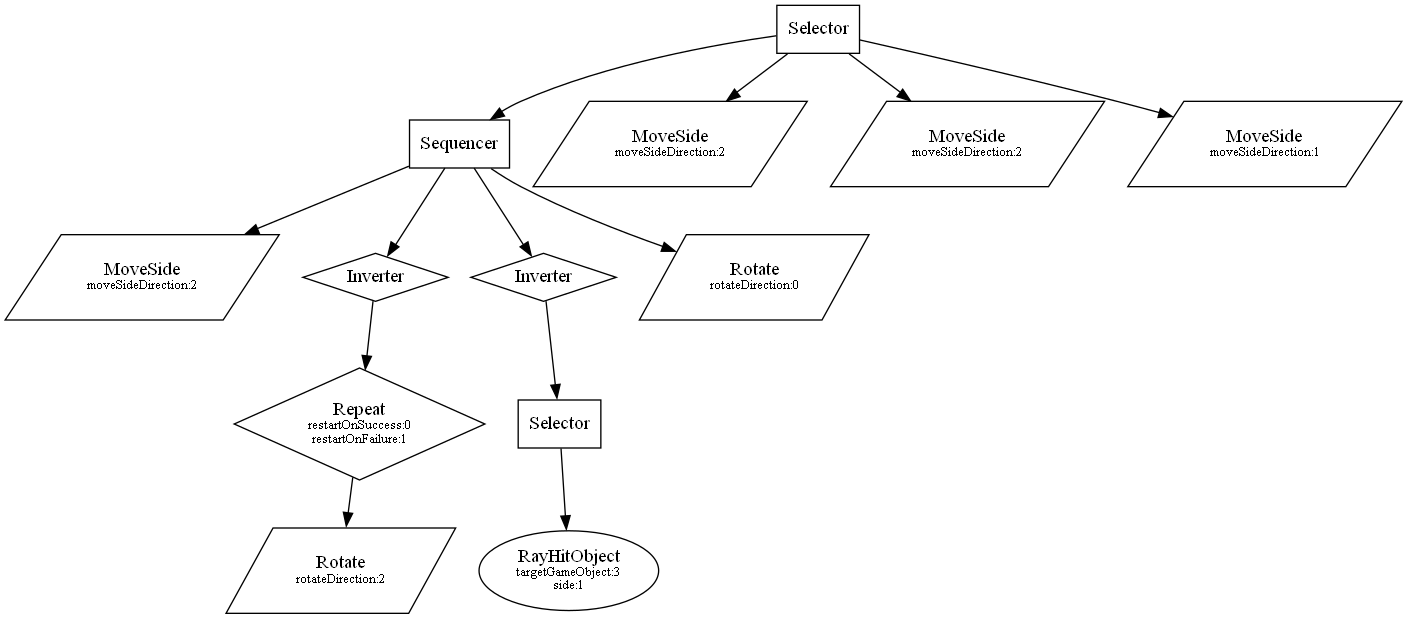 Selector
MoveSide
moveSideDirection:2
MoveSide
moveSideDirection:2
MoveSide
moveSideDirection:1
Sequencer
MoveSide
moveSideDirection:2
Inverter
Inverter
Rotate
rotateDirection:0
Repeat
restartOnSuccess:0
restartOnFailure:1
Selector
Rotate
rotateDirection:2
RayHitObject
targetGameObject:3
side:1